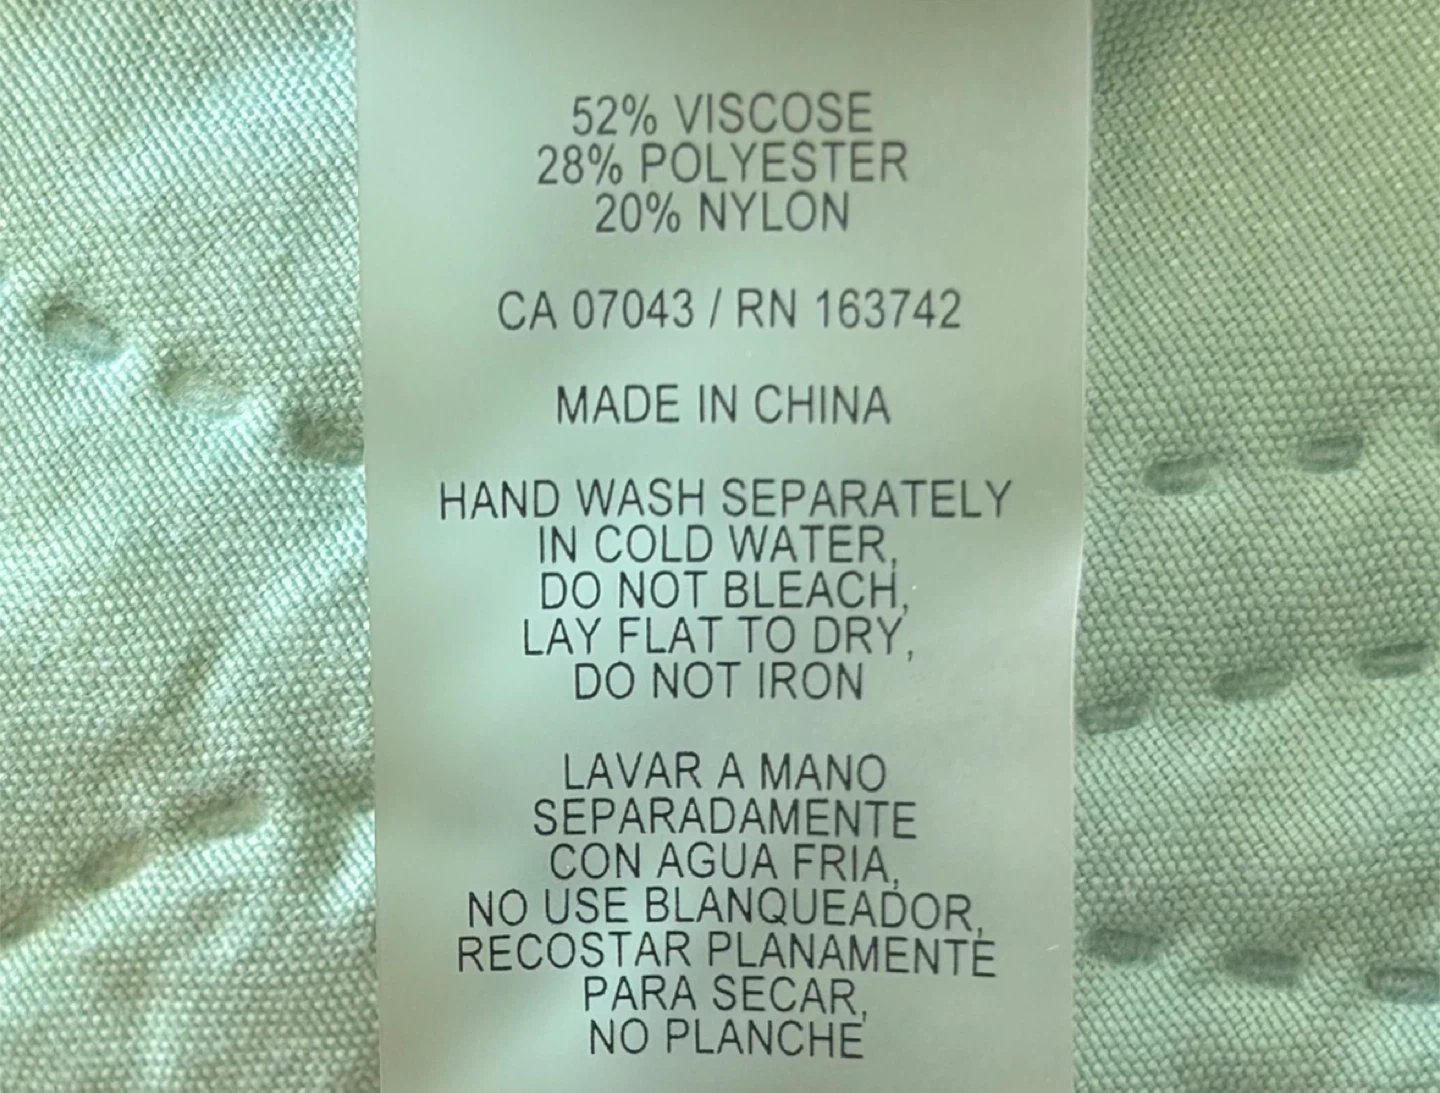 52% VISCOSE
28% POLYESTER
20% NYLON
CA 07043 / RN 163742
MADE IN CHINA
HAND WASH SEPARATELY
IN COLD WATER,
DO NOT BLEACH,
LAY FLAT TO DRY,
DO NOT IRON
LAVAR A MANO
SEPARADAMENTE
CON AGUA FRIA,
NO USE BLANQUEADOR,
RECOSTAR PLANAMENTE
PARA SECAR,
NO PLANCHE